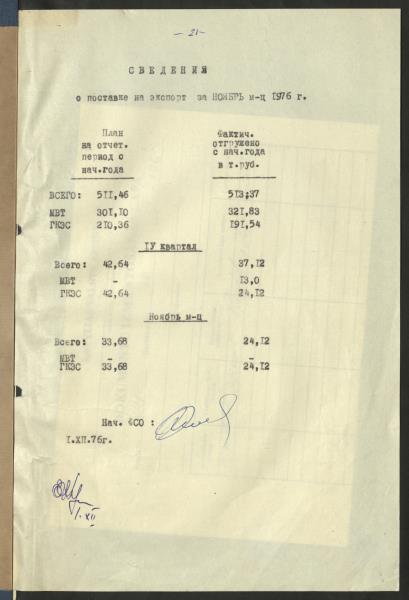 - 21 -
СВЕДЕНИЯ
о поставке на экспорт за НОЯБРЬ м-ц 1976 г.
План на отчет. период с нач.года
Фактич. отгружено с нач.года в т.руб.
ВСЕГО: 511,46 513,37
МВТ 301,10 321,83
ГКЭС 210,36 191,54
IУ квартал
Всего: 42,64 37,12
МВТ - 13,0
ГКЭС 42,64 24,12
Ноябрь м-ц
Всего: 33,68 24,12
МВТ - -
ГКЭС 33,68 24,12
Нач. ФСО :
I.XII.76г.
1.XII